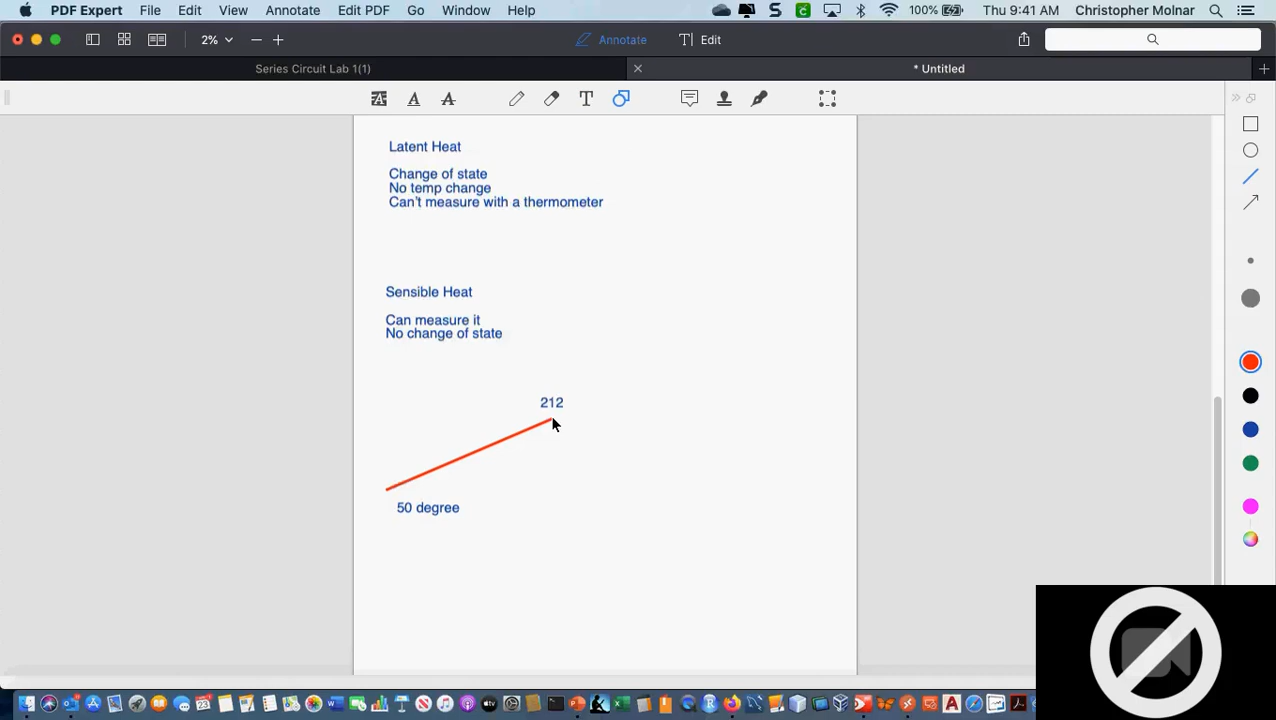 PDF Expert File Edit View Annotate Edit PDF Go Window Help 100% Thu 9:41 AM Christopher Molnar
2% Annotate Edit
Series Circuit Lab 1(1) * Untitled
Latent Heat
Change of state
No temp change
Can't measure with a thermometer
Sensible Heat
Can measure it
No change of state
212
50 degree